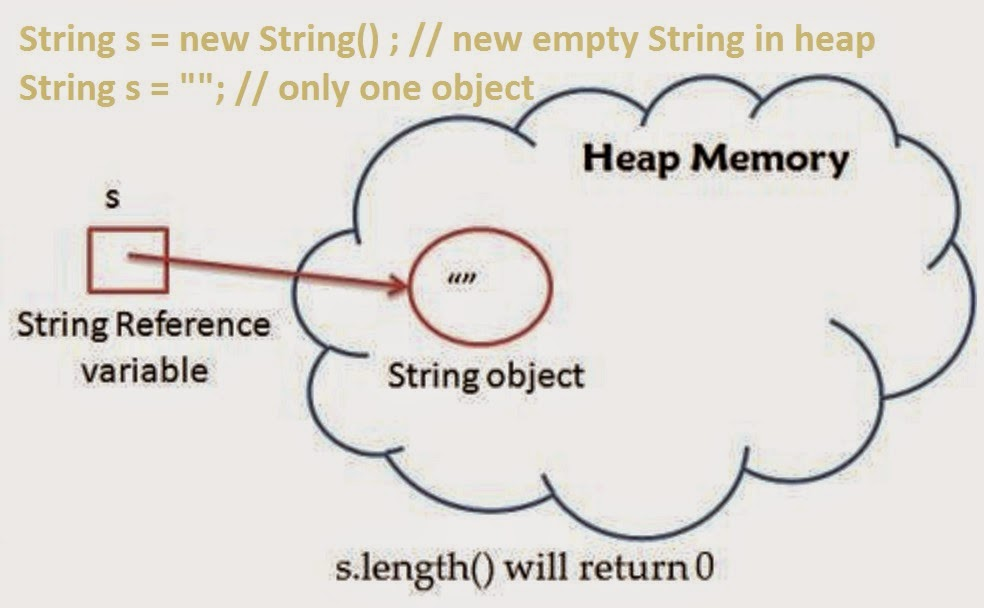 String s = new String() ; // new empty String in heap
String s = ""; // only one object
Heap Memory
s
“”
String Reference
variable
String object
s.length() will return 0